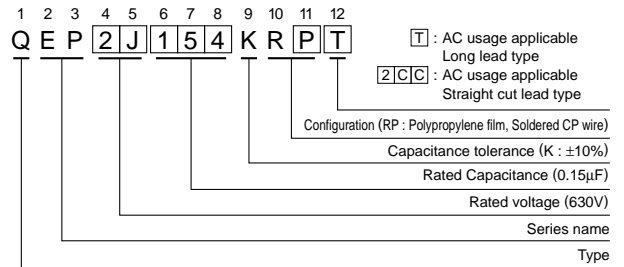 1 2 3 4 5 6 7 8 9 10 11 12
Q E P 2 J 1 5 4 K R P T
T : AC usage applicable
Long lead type
2 C C : AC usage applicable
Straight cut lead type
Configuration (RP : Polypropylene film, Soldered CP wire)
Capacitance tolerance (K : ±10%)
Rated Capacitance (0.15µF)
Rated voltage (630V)
Series name
Type